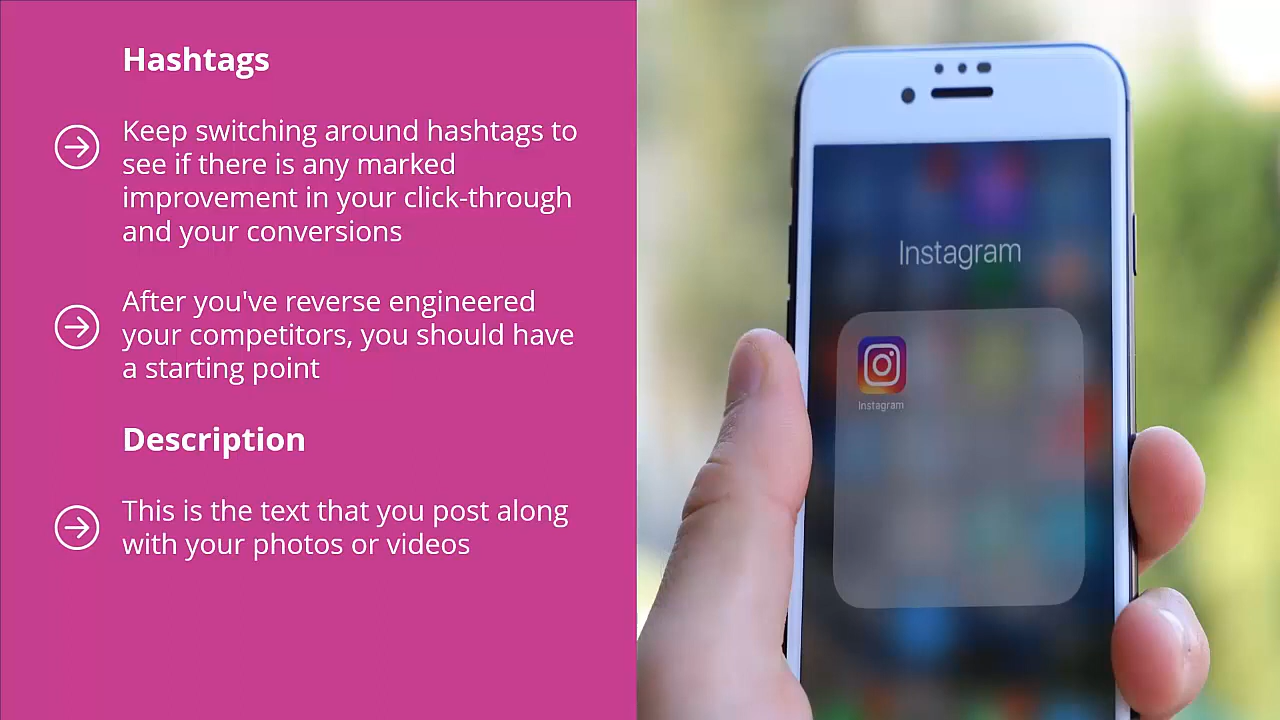 Hashtags
Keep switching around hashtags to
see if there is any marked
improvement in your click-through
and your conversions
After you've reverse engineered
your competitors, you should have
a starting point
Description
This is the text that you post along
with your photos or videos
Instagram
Instagram